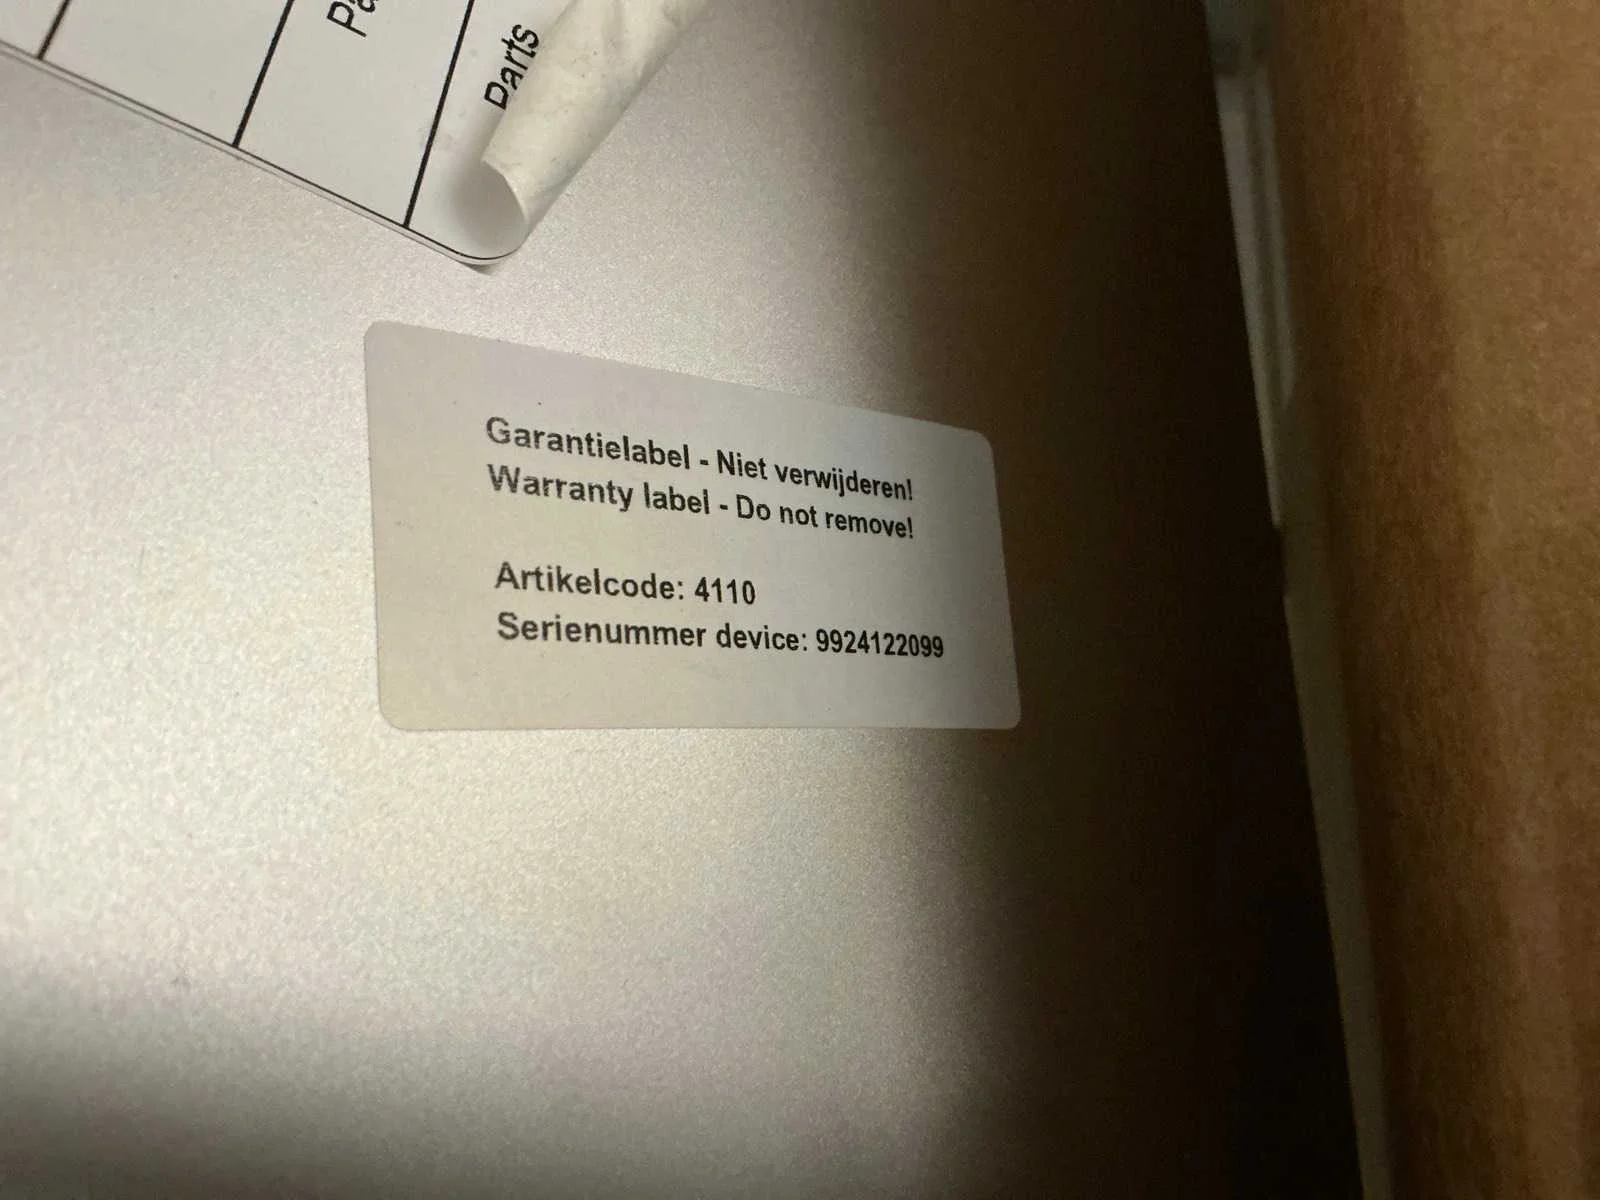 Parts
Garantielabel - Niet verwijderen!
Warranty label - Do not remove!
Artikelcode: 4110
Serienummer device: 9924122099